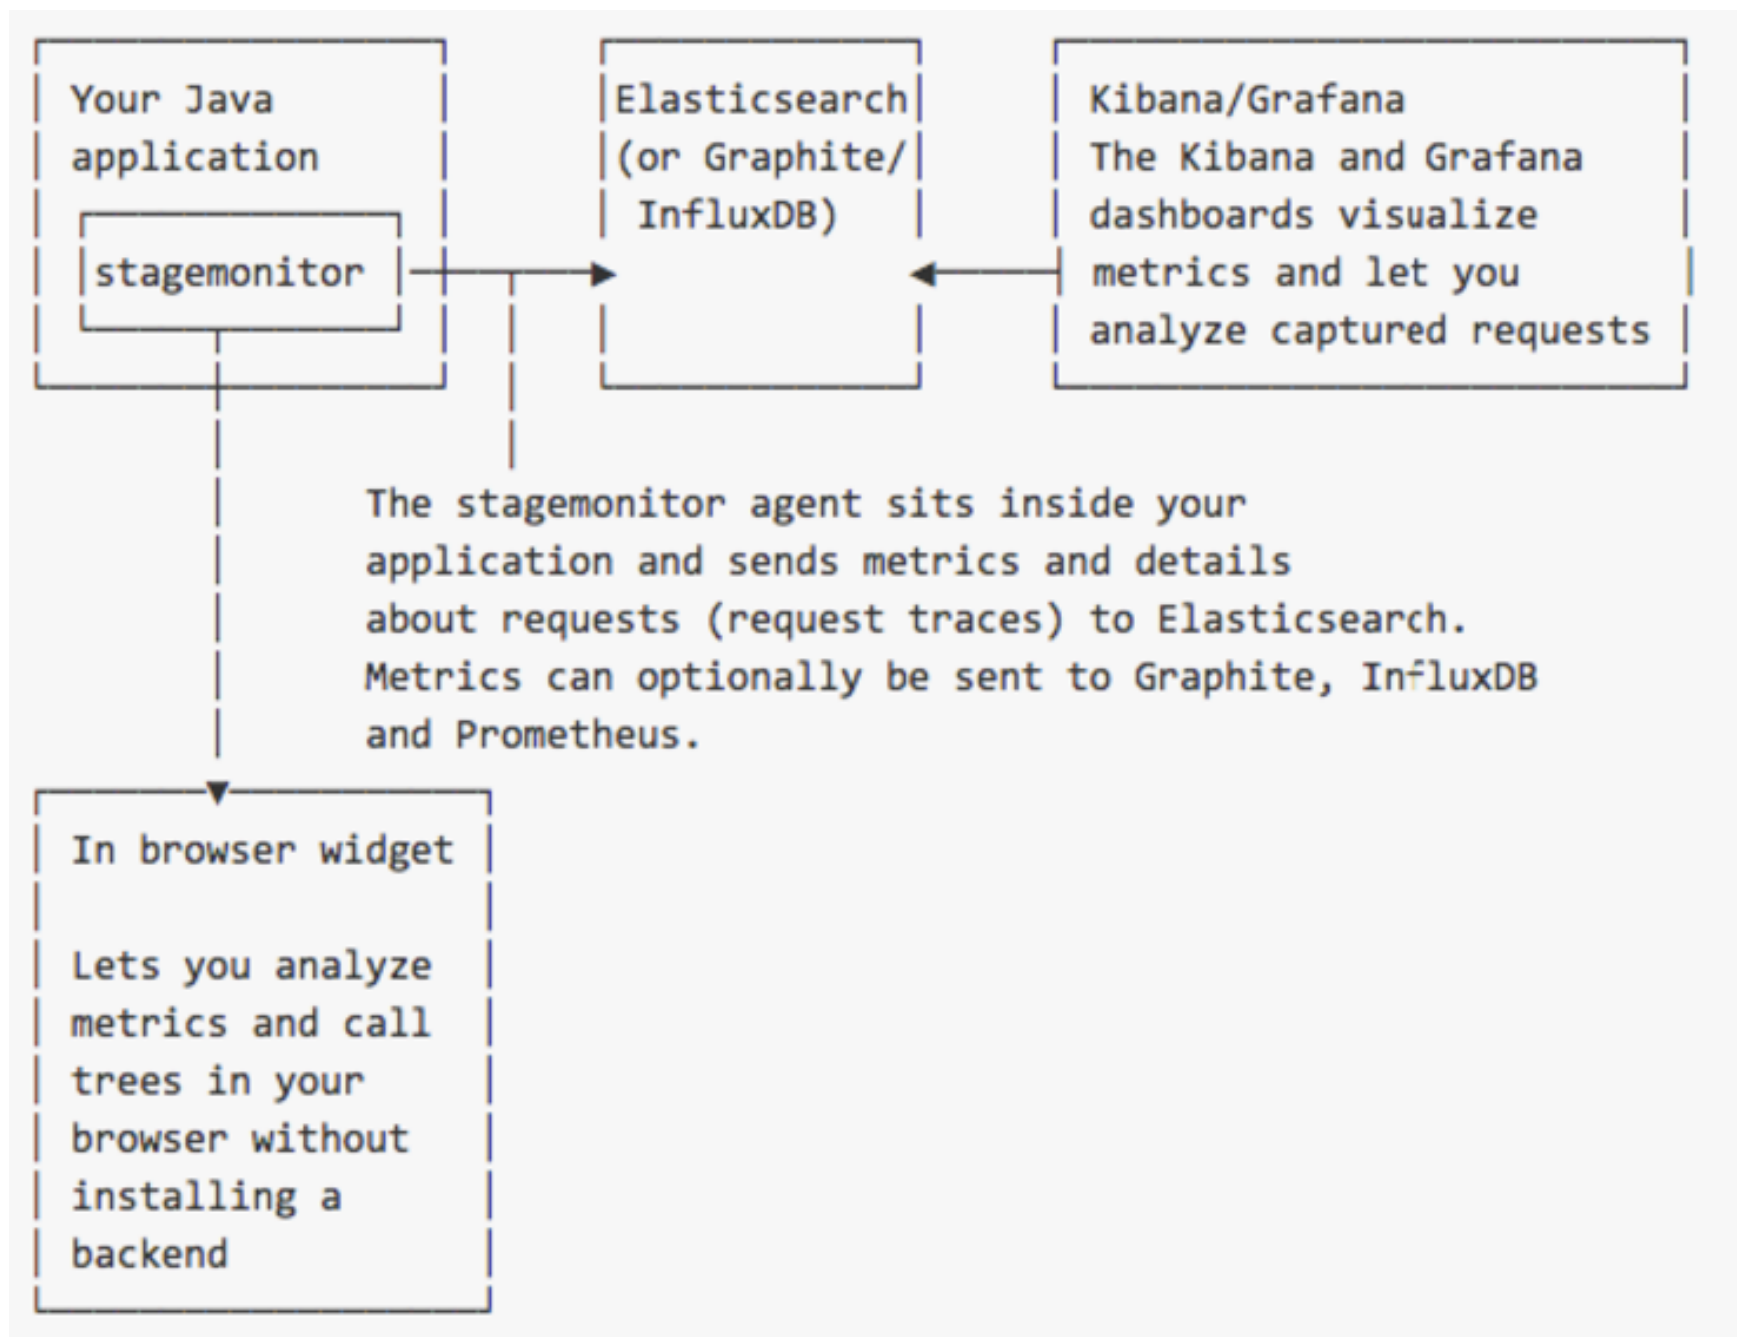 Your Java
application
stagemonitor
Elasticsearch
(or Graphite/
InfluxDB)
Kibana/Grafana
The Kibana and Grafana
dashboards visualize
metrics and let you
analyze captured requests
The stagemonitor agent sits inside your
application and sends metrics and details
about requests (request traces) to Elasticsearch.
Metrics can optionally be sent to Graphite, InfluxDB
and Prometheus.
In browser widget
Lets you analyze
metrics and call
trees in your
browser without
installing a
backend